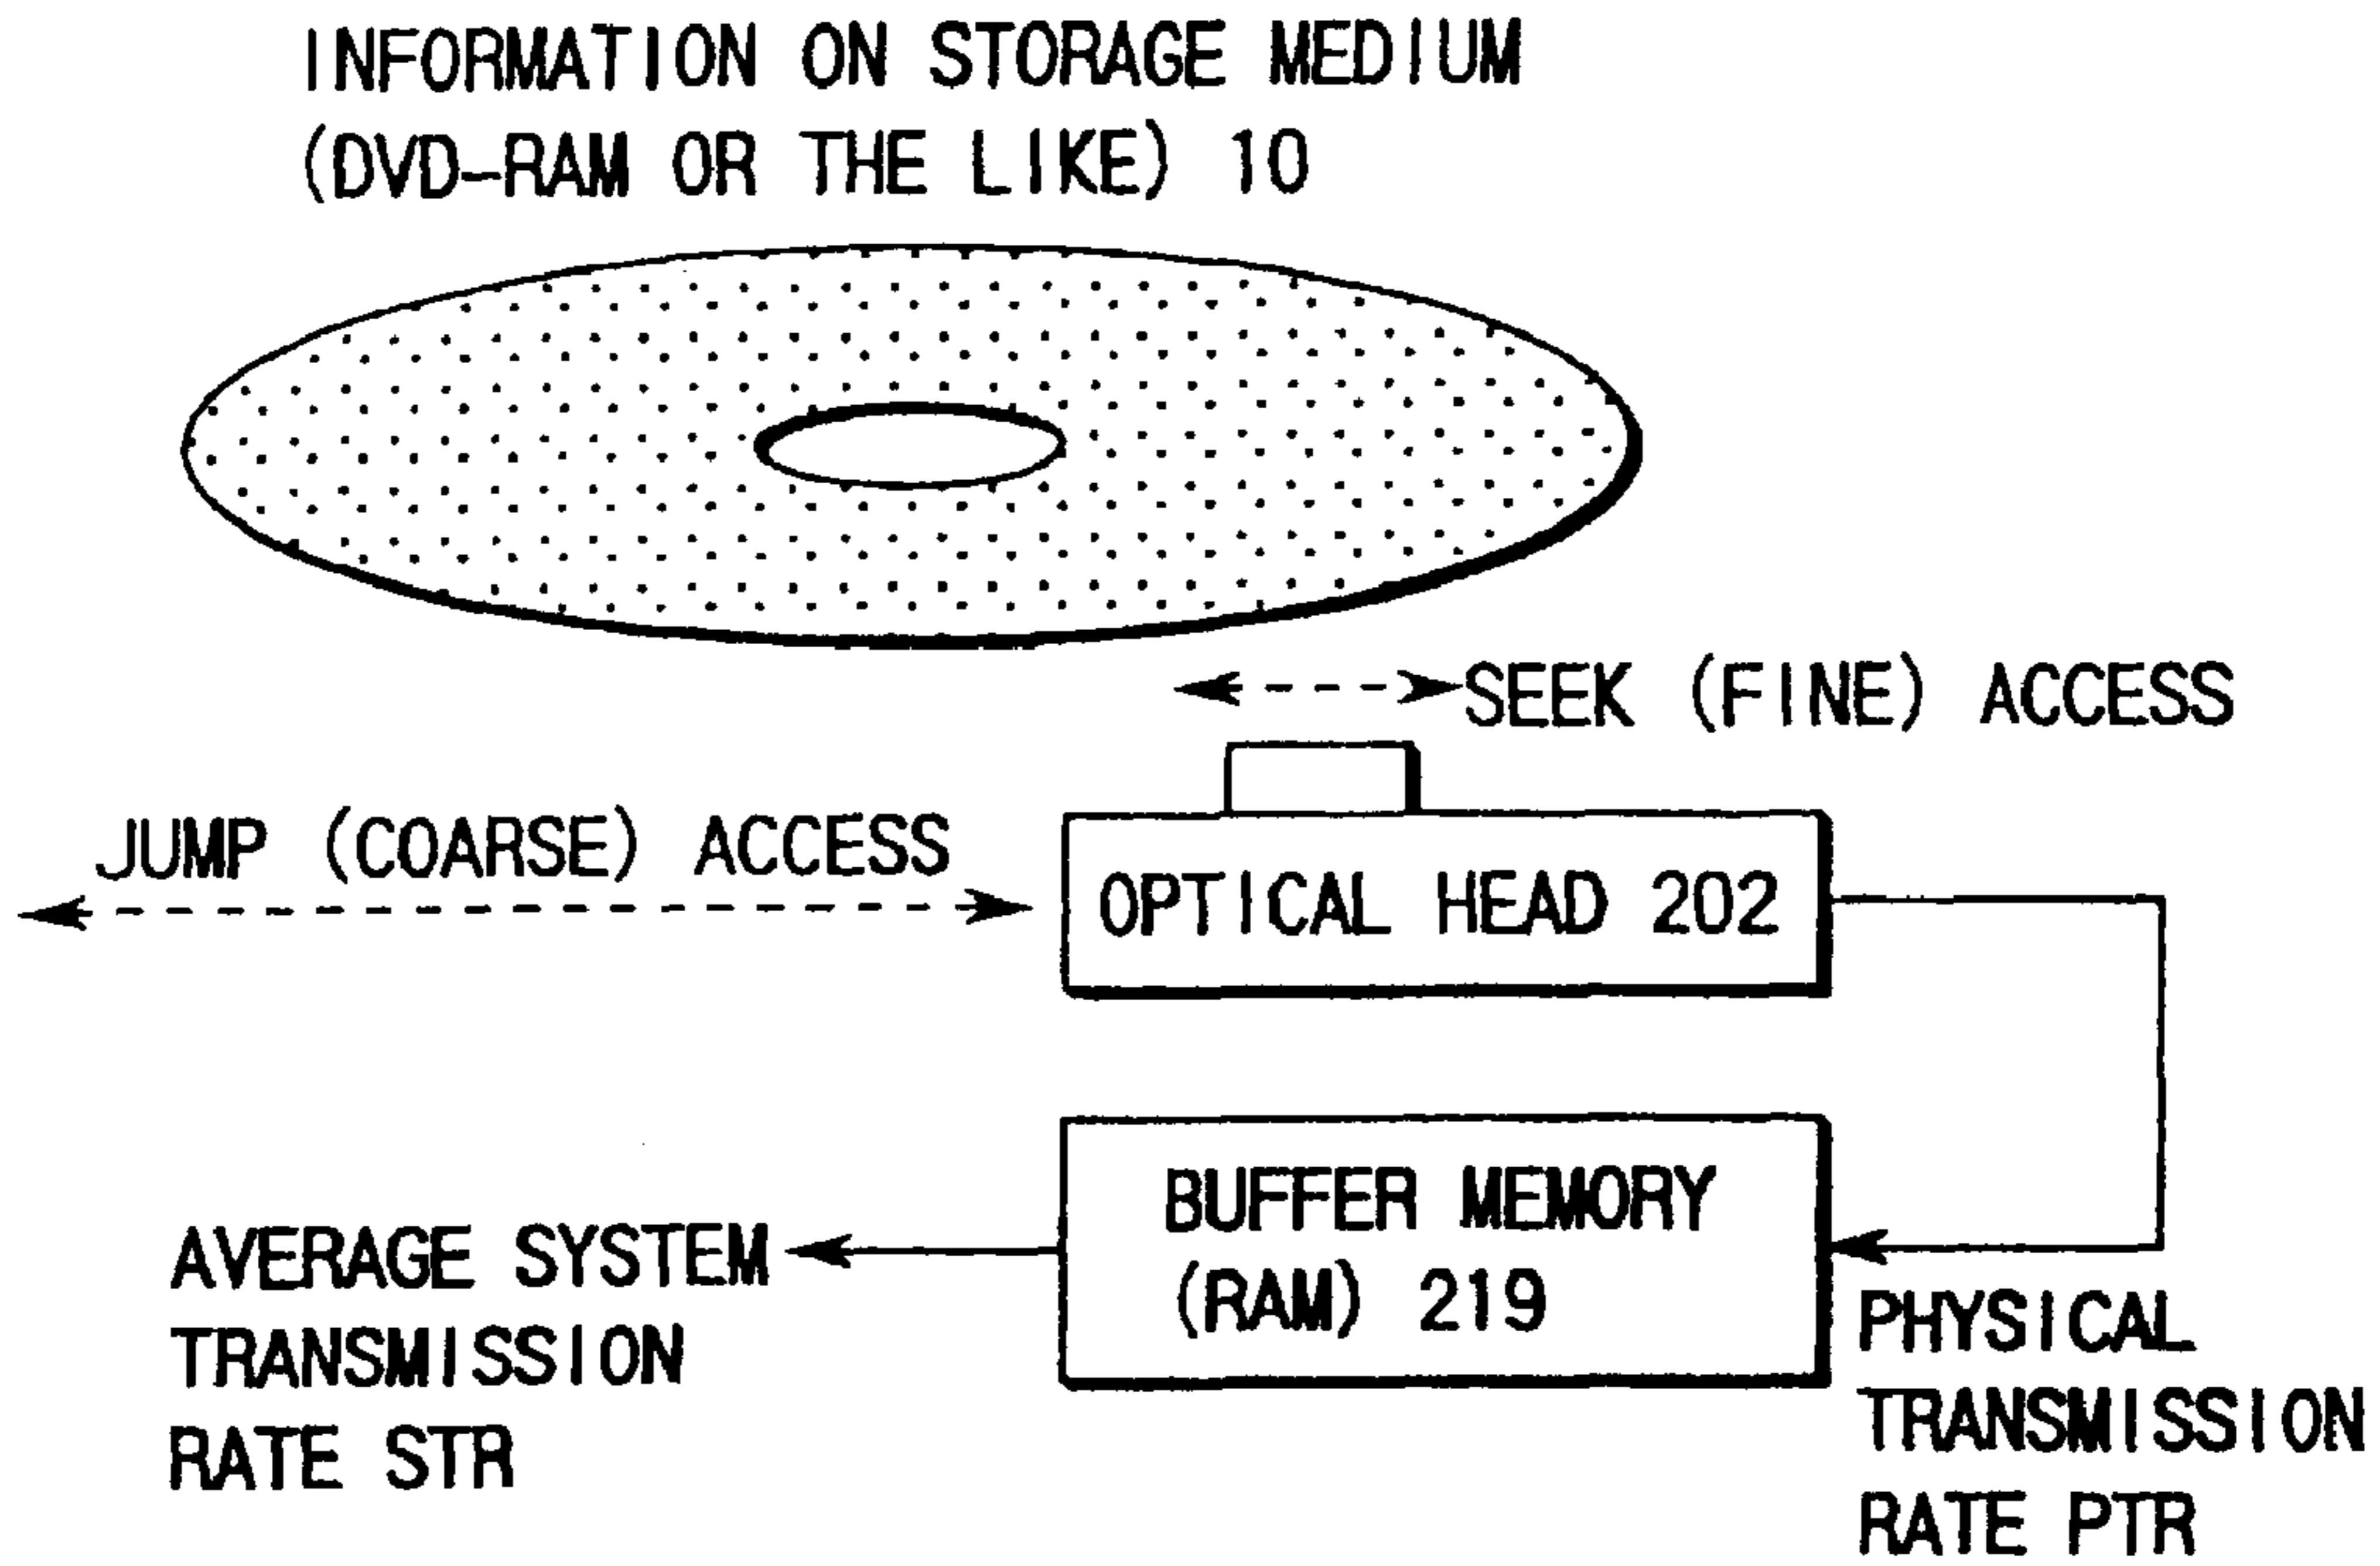 INFORMATION ON STORAGE MEDIUM
(DVD-RAM OR THE LIKE) 10
SEEK (FINE) ACCESS
JUMP (COARSE) ACCESS
OPTICAL HEAD 202
BUFFER MEMORY
(RAM) 219
AVERAGE SYSTEM
TRANSMISSION
RATE STR
PHYSICAL
TRANSMISSION
RATE PTR